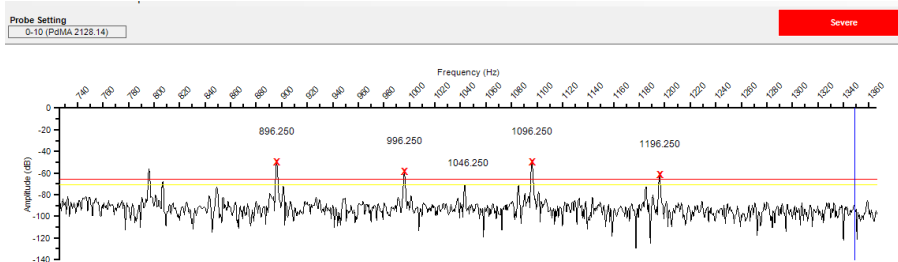 Probe Setting
0-10 (PdMA 2128.14)
Severe
Frequency (Hz)
740 760 780 800 820 840 860 880 900 920 940 960 980 1000 1020 1040 1060 1080 1100 1120 1140 1160 1180 1200 1220 1240 1260 1280 1300 1320 1340 1360
0
-20
896.250 996.250 1046.250 1096.250 1196.250
-40
-60
-80
-100
-120
-140
Amplitude (dB)